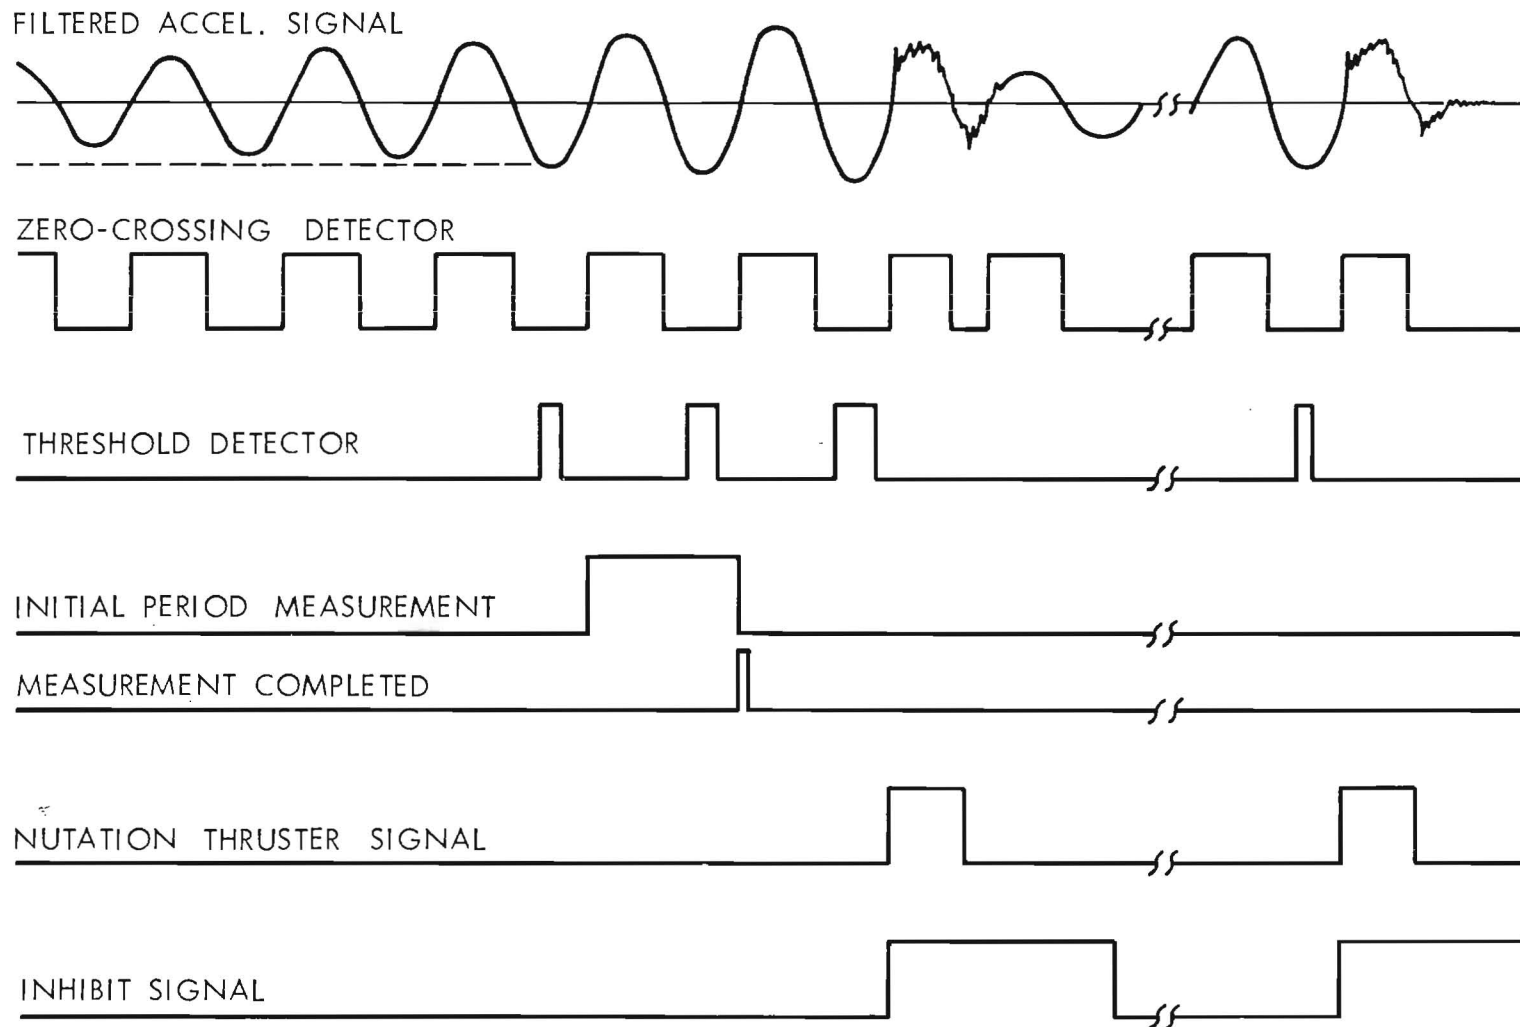 FILTERED ACCEL. SIGNAL
ZERO-CROSSING DETECTOR
THRESHOLD DETECTOR
INITIAL PERIOD MEASUREMENT
MEASUREMENT COMPLETED
NUTATION THRUSTER SIGNAL
INHIBIT SIGNAL